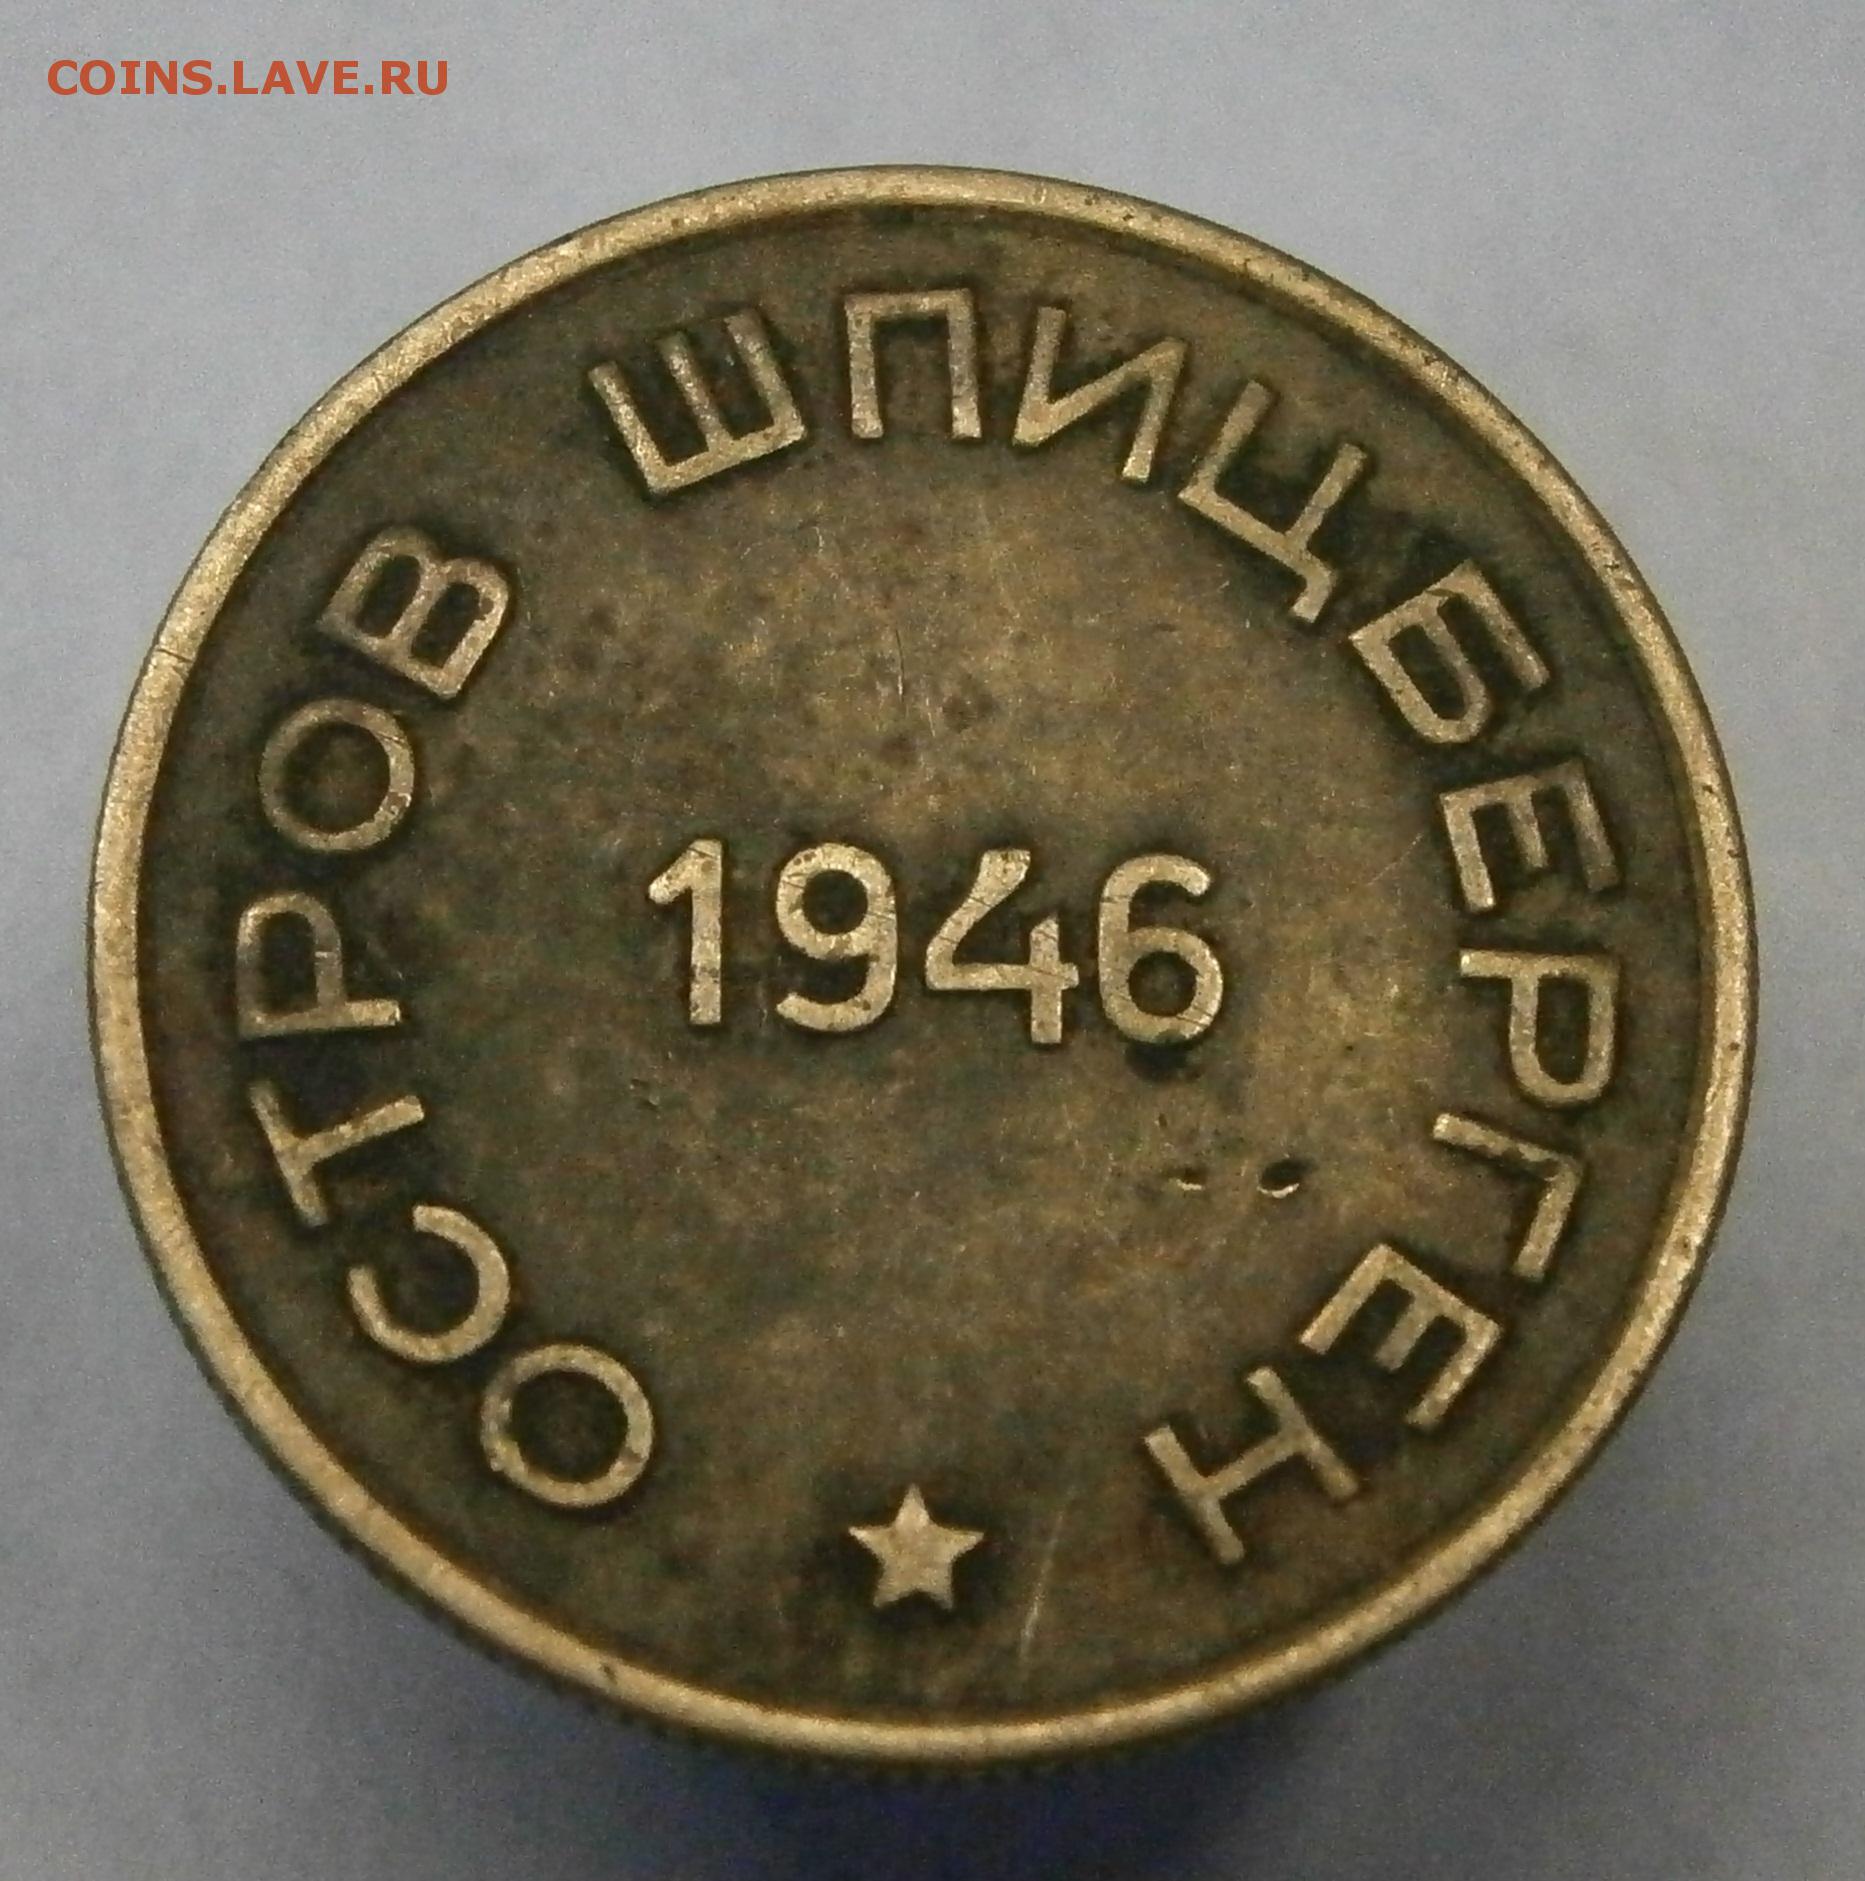 COINS.LAVE.RU
ОСТРОВ ШПИЦБЕРГЕН
1946